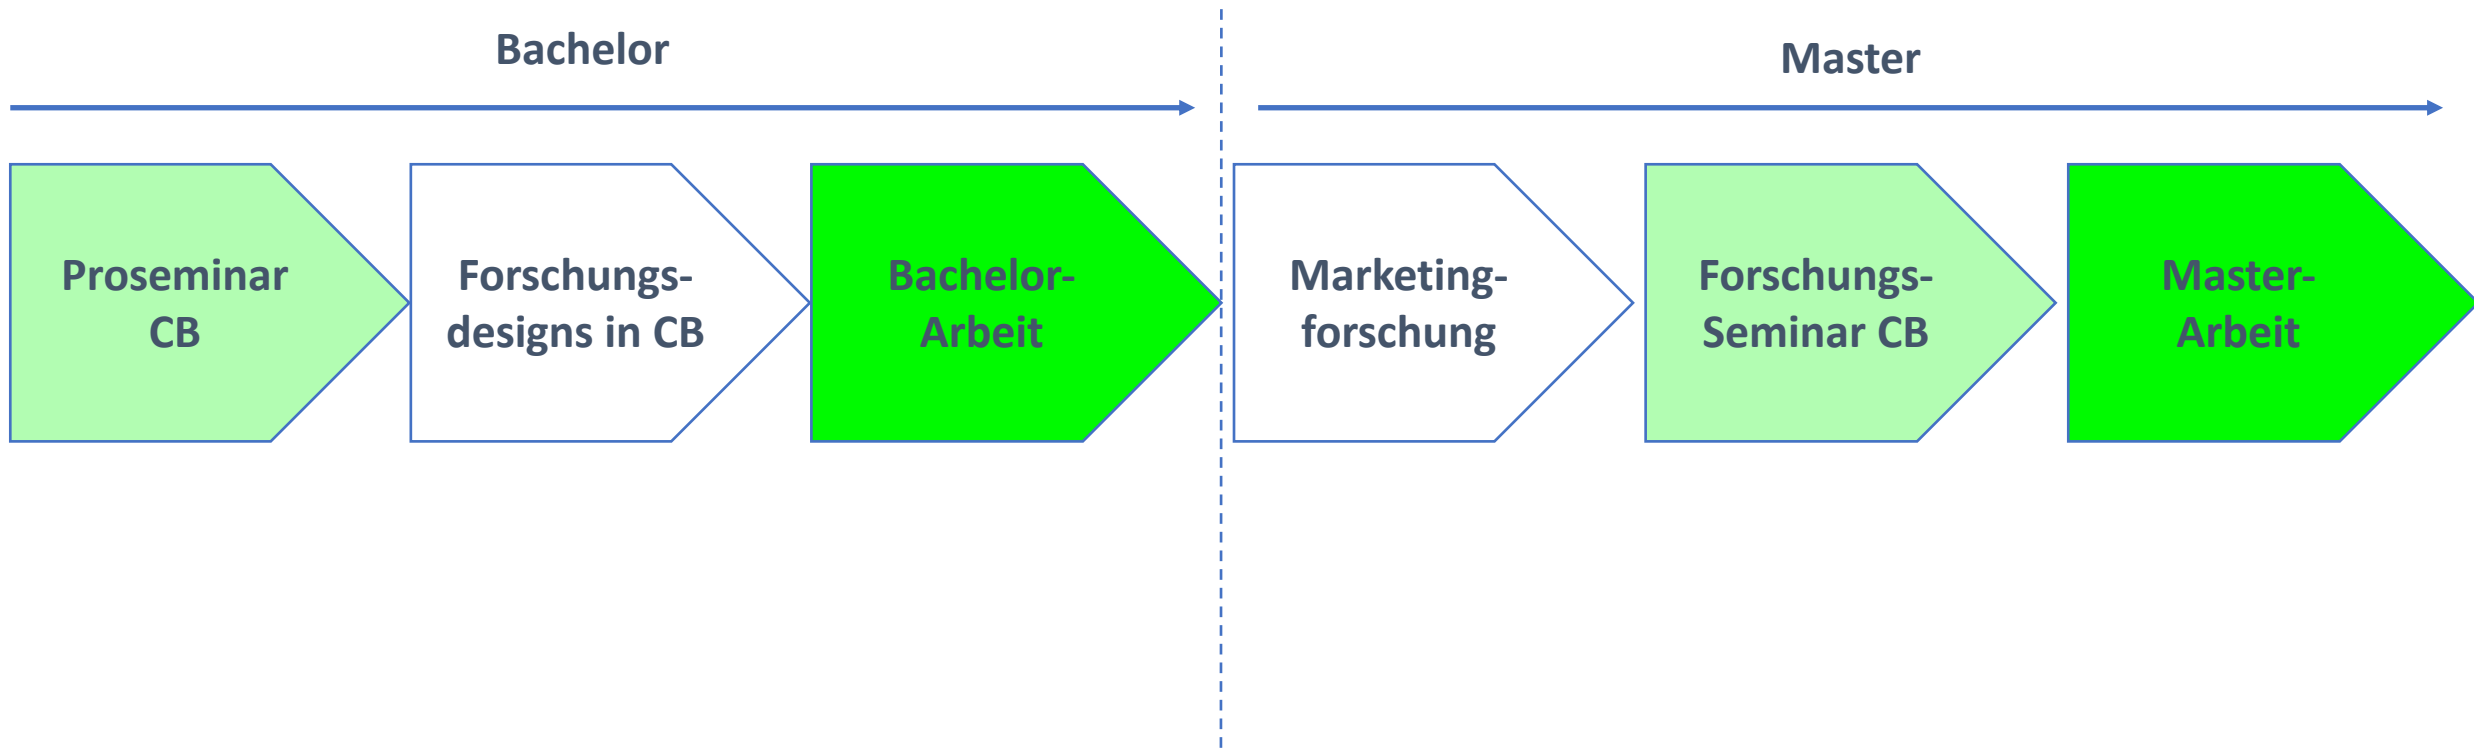 Bachelor
Master
Proseminar
CB
Forschungs-
designs in CB
Bachelor-
Arbeit
Marketing-
forschung
Forschungs-
Seminar CB
Master-
Arbeit